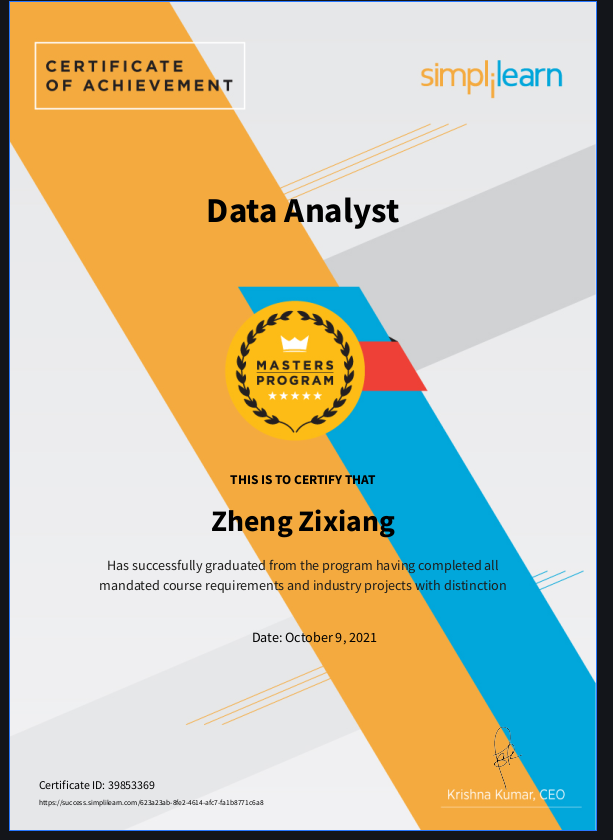 CERTIFICATE
OF ACHIEVEMENT
simplilearn
Data Analyst
MASTERS
PROGRAM
THIS IS TO CERTIFY THAT
Zheng Zixiang
Has successfully graduated from the program having completed all
mandated course requirements and industry projects with distinction
Date: October 9, 2021
Certificate ID: 39853369
https://success.simplilearn.com/623a23ab-8fe2-4614-afc7-fa1b8771c6a8
Krishna Kumar, CEO